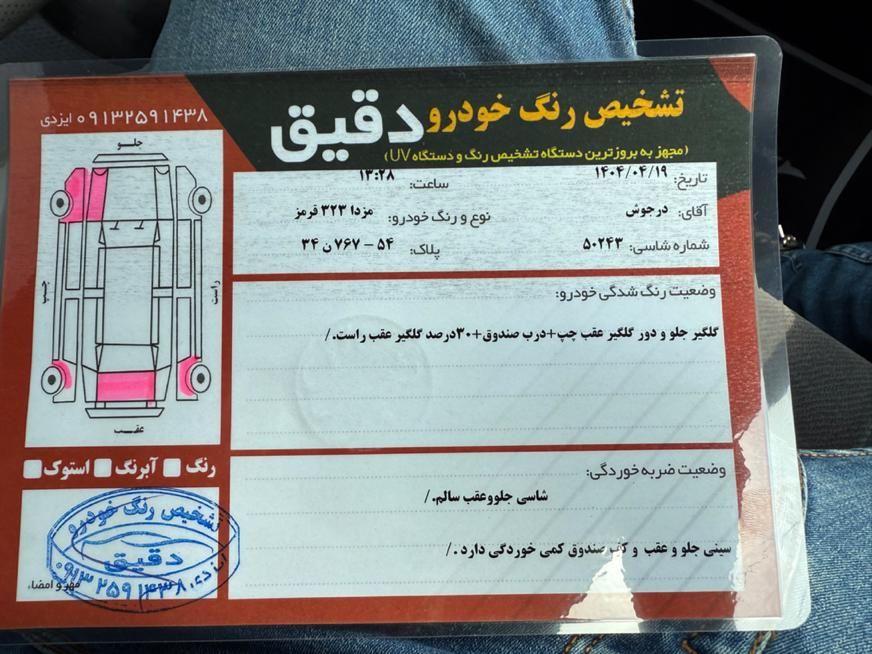 تشخیص رنگ خودرو دقیق
(مجهز به بروزترین دستگاه تشخیص رنگ و دستگاه UV)
۰۹۱۳۲۵۹۱۴۳۸ ایزدی
تاریخ: ۱۴۰۴/۰۴/۱۹ ساعت: ۱۳:۲۸
آقای: درجوش نوع و رنگ خودرو: مزدا ۳۲۳ قرمز
شماره شاسی: ۵۰۲۴۳ پلاک: ۵۴ - ۷۶۷ ن ۳۴
جلو
راست
چپ
عقب
وضعیت رنگ شدگی خودرو:
گلگیر جلو و دور گلگیر عقب چپ+درب صندوق+۳۰درصد گلگیر عقب راست./
وضعیت ضربه خوردگی:
شاسی جلووعقب سالم./
سینی جلو و عقب و کف صندوق کمی خوردگی دارد ./
رنگ آبرنگ استوک
تشخیص رنگ خودرو
دقیق
۰۹۱۳۲۵۹۱۴۳۸
مهر و امضاء